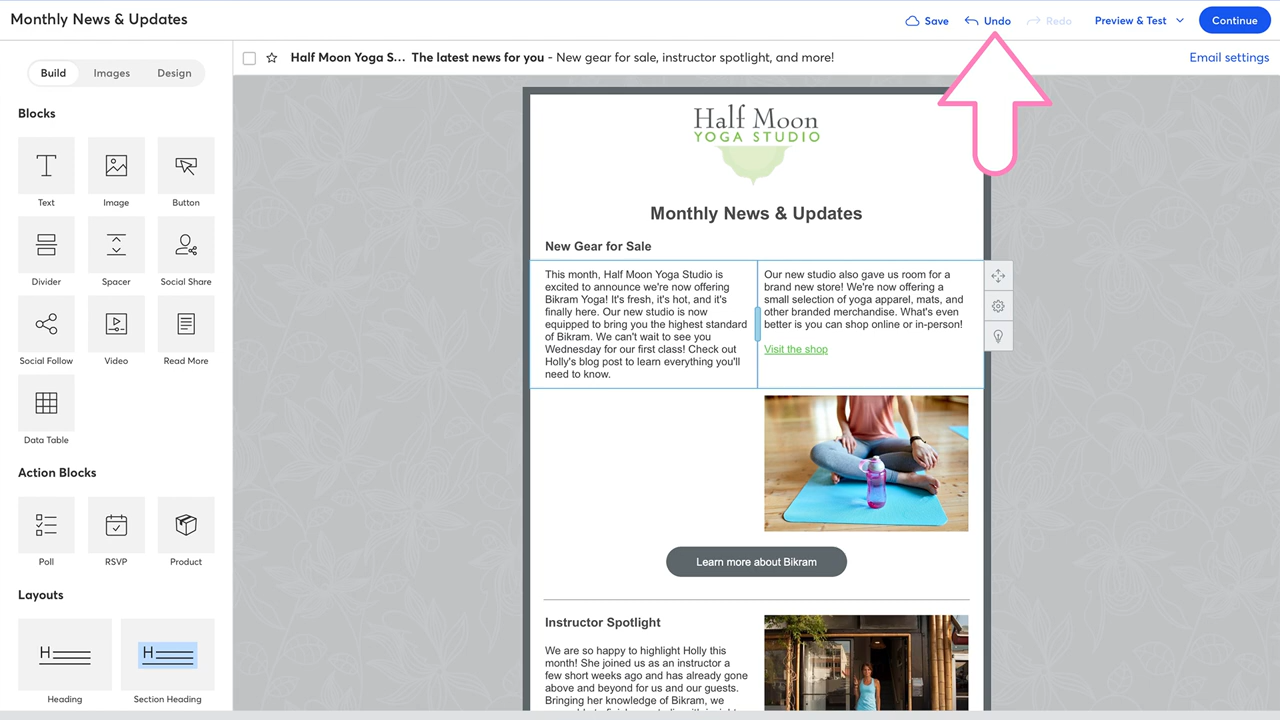 Monthly News & Updates
Save
Undo
Redo
Preview & Test
Continue
Build
Images
Design
Half Moon Yoga S... The latest news for you - New gear for sale, instructor spotlight, and more!
Email settings
Blocks
Text
Image
Button
Divider
Spacer
Social Share
Social Follow
Video
Read More
Data Table
Action Blocks
Poll
RSVP
Product
Layouts
H
Heading
H
Section Heading
Half Moon
YOGA STUDIO
Monthly News & Updates
New Gear for Sale
This month, Half Moon Yoga Studio is
excited to announce we're now offering
Bikram Yoga! It's fresh, it's hot, and it's
finally here. Our new studio is now
equipped to bring you the highest standard
of Bikram. We can't wait to see you
Wednesday for our first class! Check out
Holly's blog post to learn everything you'll
need to know.
Our new studio also gave us room for a
brand new store! We're now offering a
small selection of yoga apparel, mats, and
other branded merchandise. What's even
better is you can shop online or in-person!
Visit the shop
Learn more about Bikram
Instructor Spotlight
We are so happy to highlight Holly this
month! She joined us as an instructor a
few short weeks ago and has already gone
above and beyond for us and our guests.
Bringing her knowledge of Bikram, we